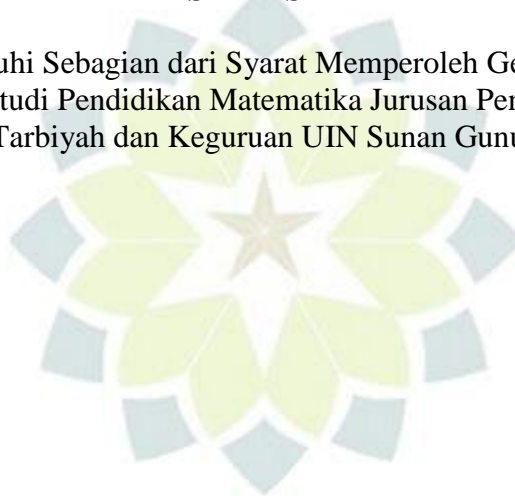 uhi Sebagian dari Syarat Memperoleh Ge
tudi Pendidikan Matematika Jurusan Pen
Tarbiyah dan Keguruan UIN Sunan Gunu